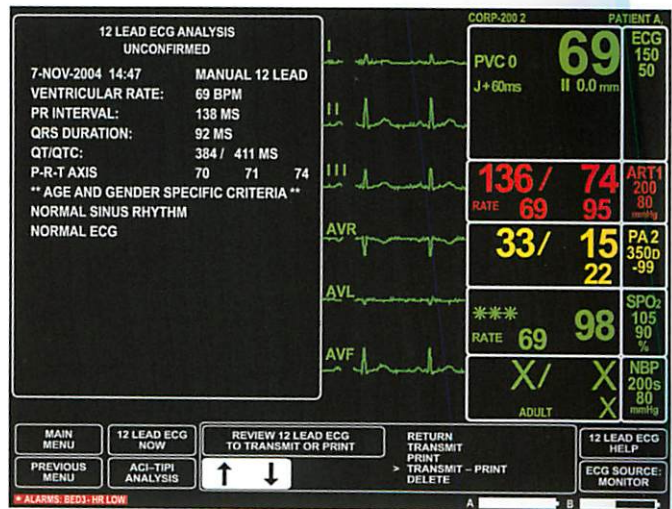 12 LEAD ECG ANALYSIS
UNCONFIRMED
7-NOV-2004 14:47 MANUAL 12 LEAD
VENTRICULAR RATE: 69 BPM
PR INTERVAL: 138 MS
QRS DURATION: 92 MS
QT/QTC: 384 / 411 MS
P-R-T AXIS 70 71 74
** AGE AND GENDER SPECIFIC CRITERIA **
NORMAL SINUS RHYTHM
NORMAL ECG
I
II
III
AVR
AVL
AVF
CORP-200 2 PATIENT A,
PVC 0 69
J+60ms II 0.0 mm
ECG
150
50
136 / 74
RATE 69 95
ART1
200
80
mmHg
33/ 15
22
PA 2
350D
-99
*** 98
RATE 69
SPO2
105
90
%
X/ X
ADULT X
NBP
200s
80
mmHg
MAIN
MENU
12 LEAD ECG
NOW
REVIEW 12 LEAD ECG
TO TRANSMIT OR PRINT
RETURN
TRANSMIT
PRINT
> TRANSMIT – PRINT
DELETE
12 LEAD ECG
HELP
PREVIOUS
MENU
ACI-TIPI
ANALYSIS
↑ ↓
ECG SOURCE:
MONITOR
* ALARMS: BED3 - HR LOW
A B